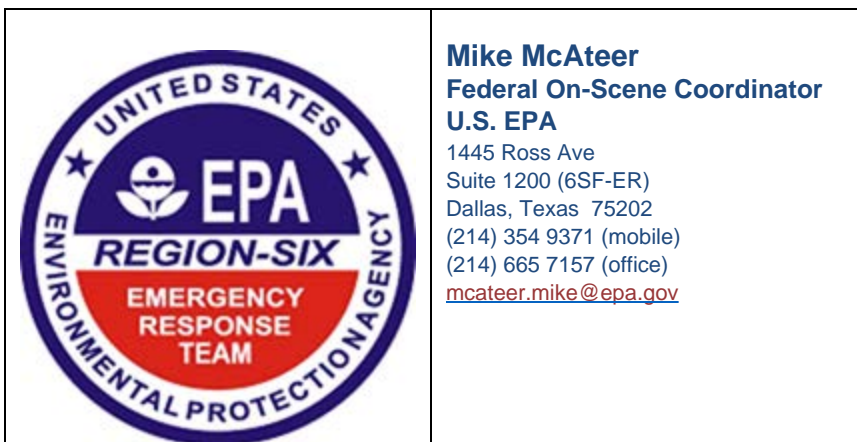 UNITED STATES
EPA
REGION-SIX
EMERGENCY
RESPONSE
TEAM
ENVIRONMENTAL PROTECTION AGENCY
Mike McAteer
Federal On-Scene Coordinator
U.S. EPA
1445 Ross Ave
Suite 1200 (6SF-ER)
Dallas, Texas  75202
(214) 354 9371 (mobile)
(214) 665 7157 (office)
mcateer.mike@epa.gov